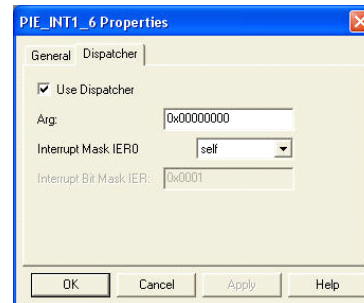 PIE_INT1_6 Properties
General Dispatcher
Use Dispatcher
Arg: 0x00000000
Interrupt Mask IER0 self
Interrupt Bit Mask IER: 0x0001
OK Cancel Apply Help